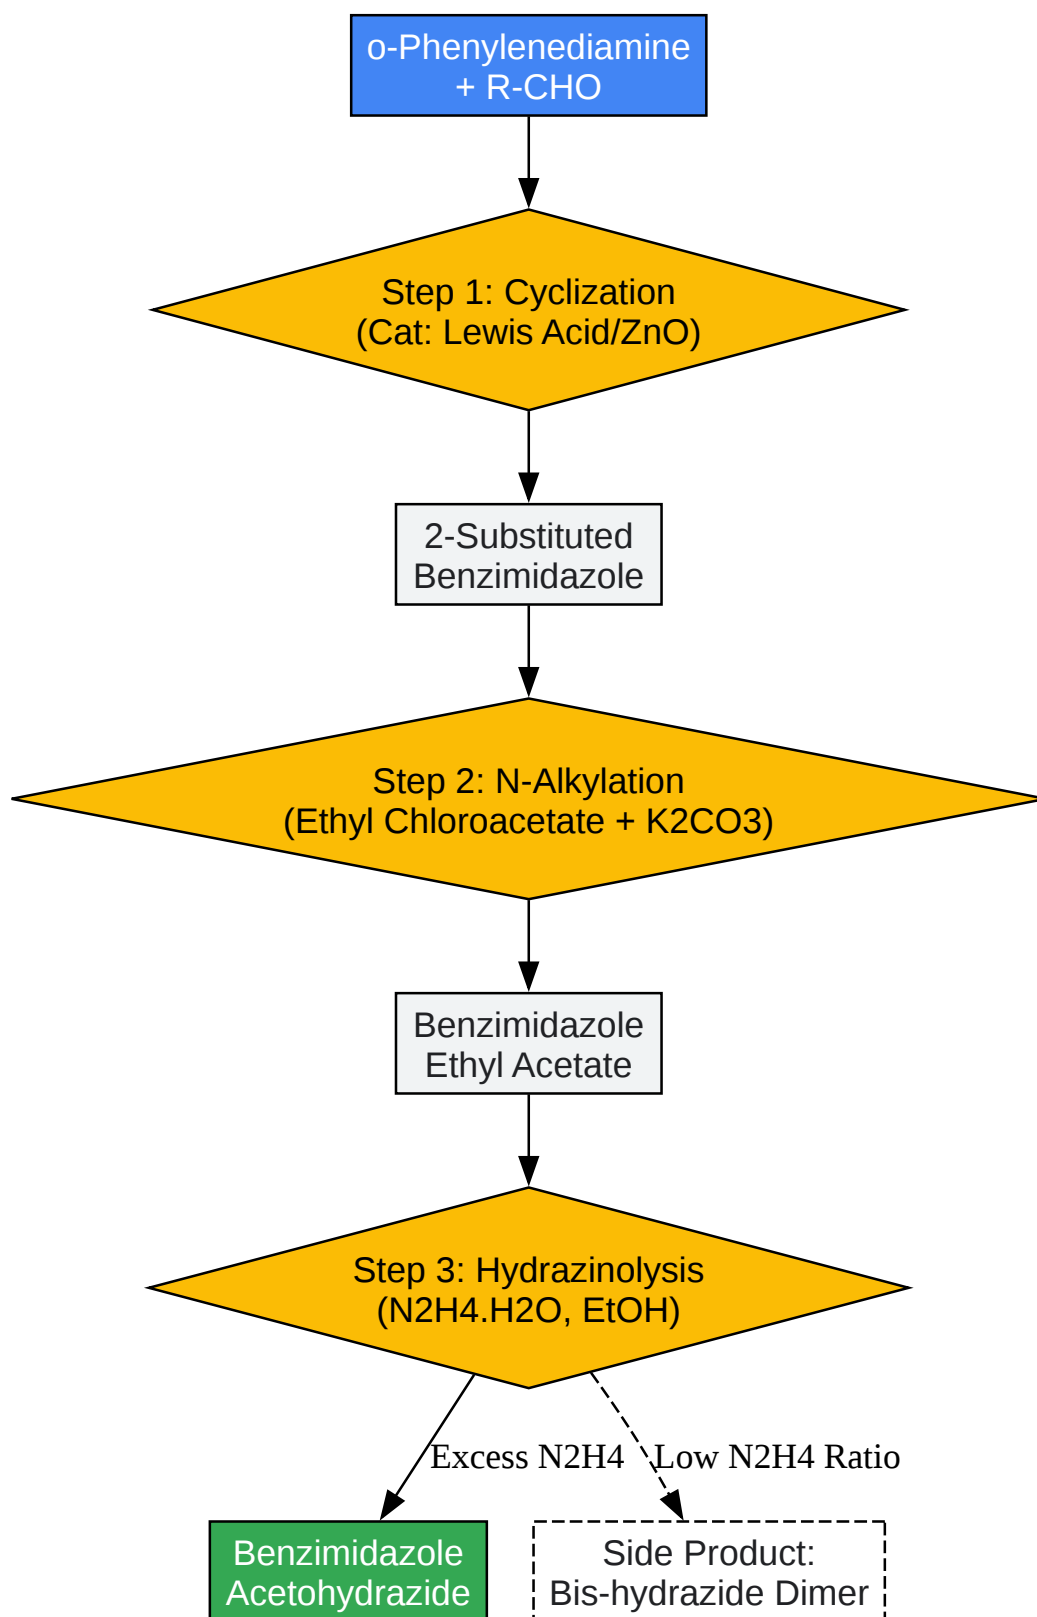 o-Phenylenediamine
+ R-CHO
Step 1: Cyclization
(Cat: Lewis Acid/ZnO)
2-Substituted
Benzimidazole
Step 2: N-Alkylation
(Ethyl Chloroacetate + K2CO3)
Benzimidazole
Ethyl Acetate
Step 3: Hydrazinolysis
(N2H4.H2O, EtOH)
Excess N2H4
Low N2H4 Ratio
Benzimidazole
Acetohydrazide
Side Product:
Bis-hydrazide Dimer